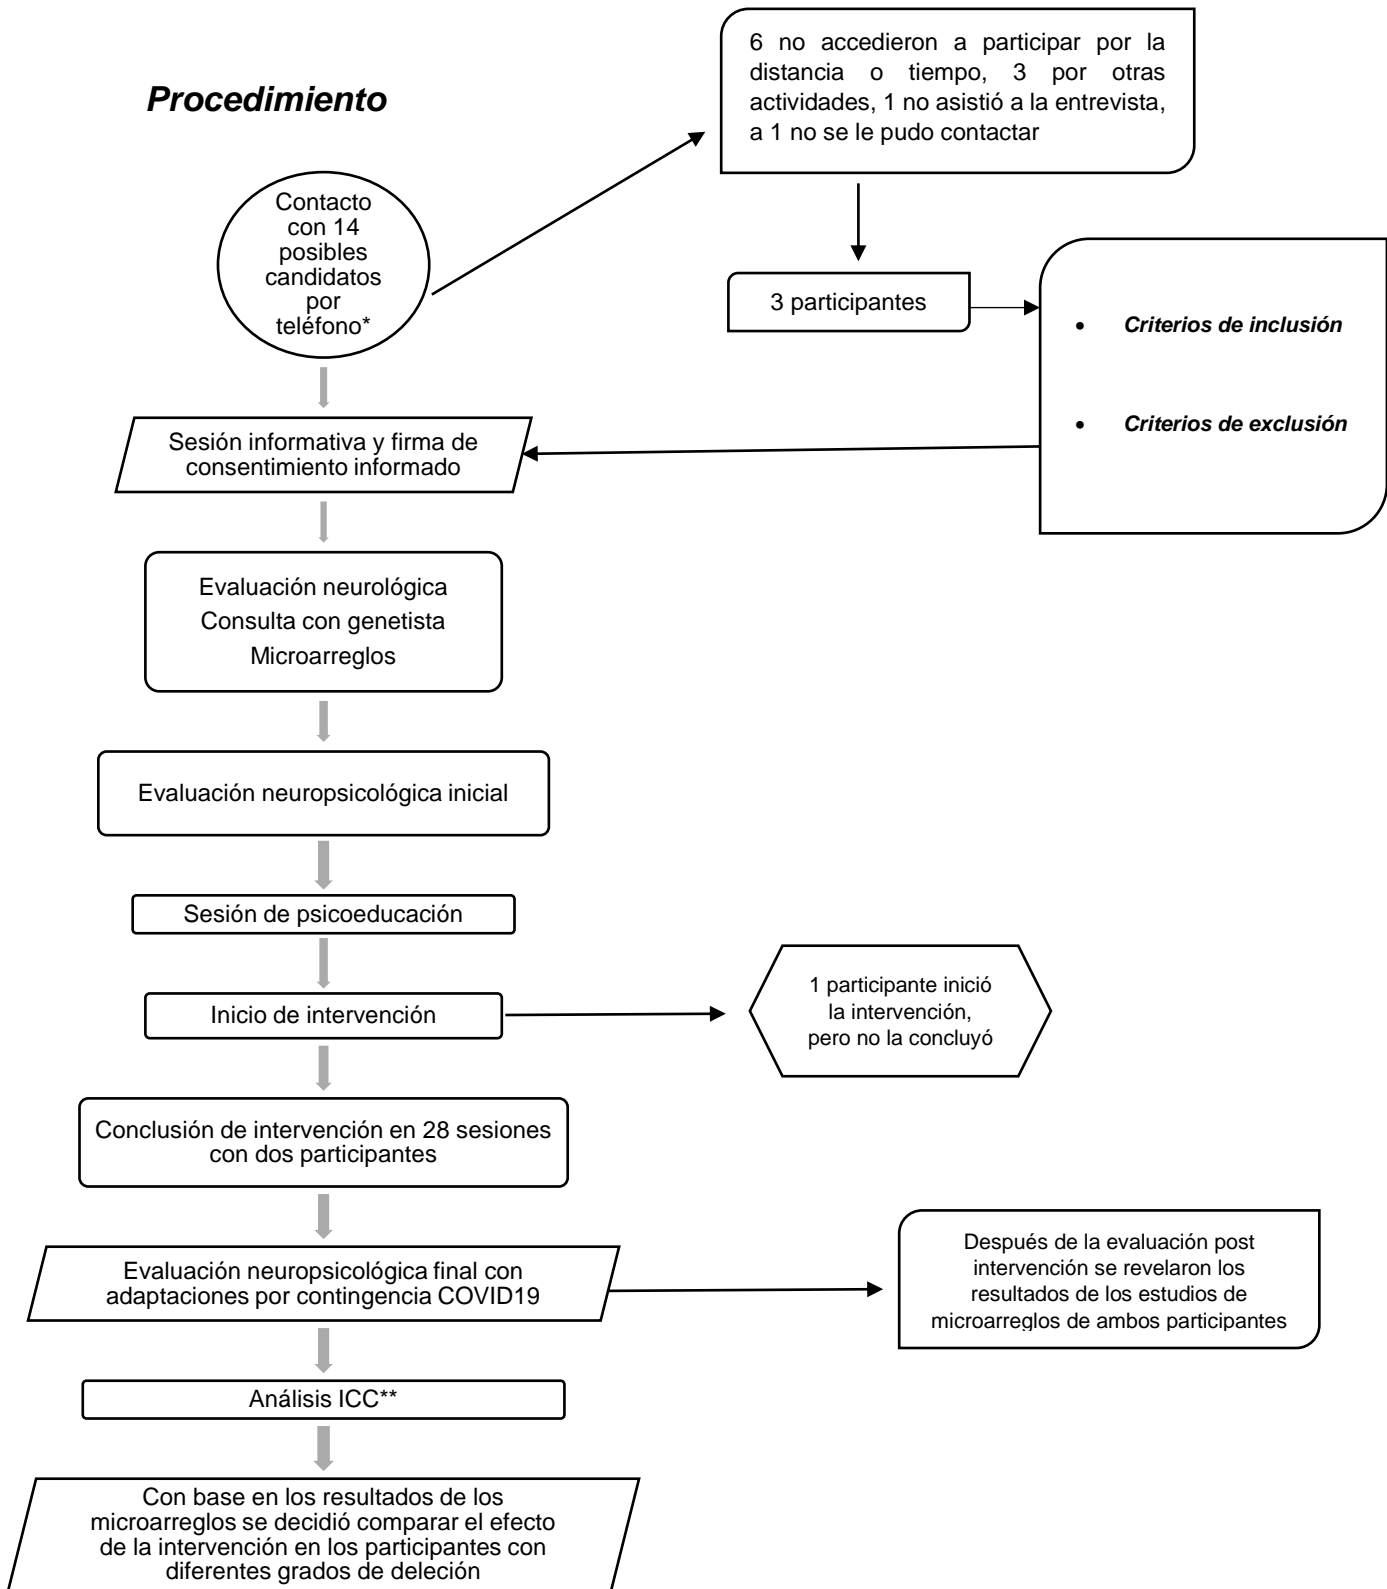 Procedimiento
6 no accedieron a participar por la
distancia o tiempo, 3 por otras
actividades, 1 no asistió a la entrevista,
a 1 no se le pudo contactar
Contacto
con 14
posibles
candidatos
por
teléfono*
3 participantes
• Criterios de inclusión
• Criterios de exclusión
Sesión informativa y firma de
consentimiento informado
Evaluación neurológica
Consulta con genetista
Microarreglos
Evaluación neuropsicológica inicial
Sesión de psicoeducación
Inicio de intervención
1 participante inició
la intervención,
pero no la concluyó
Conclusión de intervención en 28 sesiones
con dos participantes
Evaluación neuropsicológica final con
adaptaciones por contingencia COVID19
Después de la evaluación post
intervención se revelaron los
resultados de los estudios de
microarreglos de ambos participantes
Análisis ICC**
Con base en los resultados de los
microarreglos se decidió comparar el efecto
de la intervención en los participantes con
diferentes grados de deleción